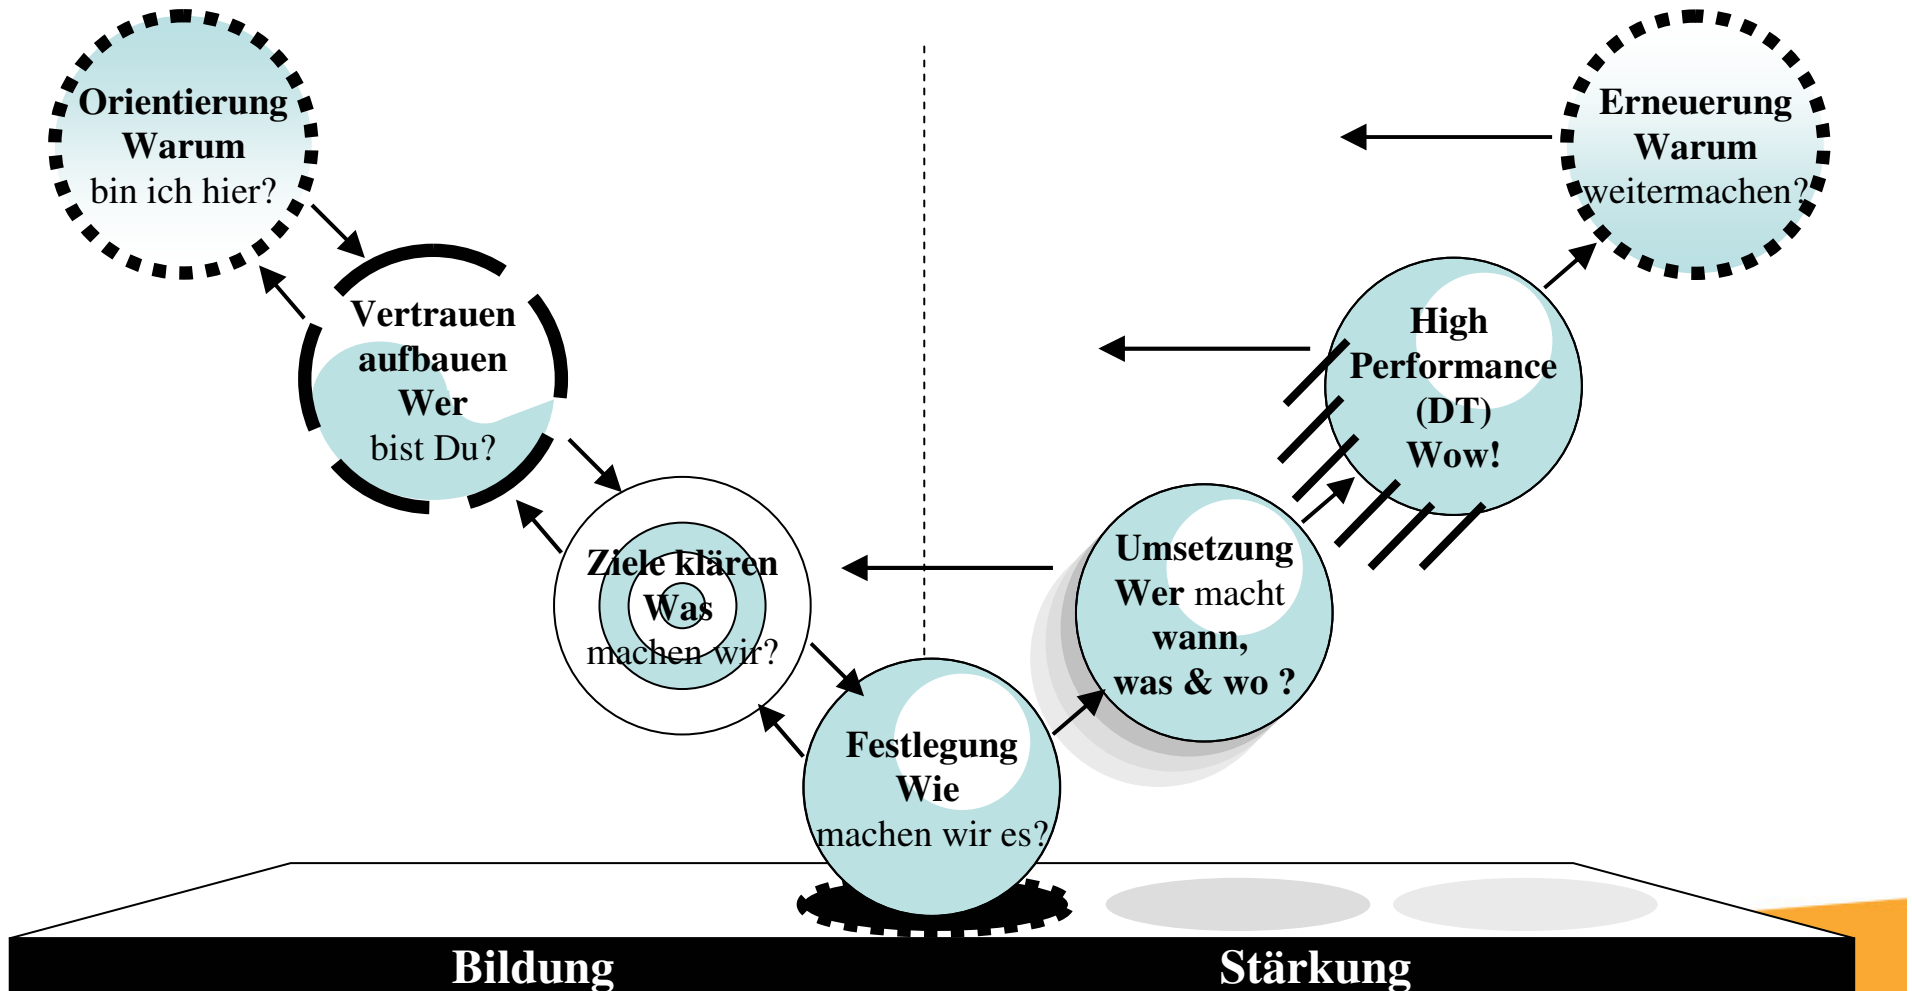 Orientierung
Warum
bin ich hier?
Vertrauen
aufbauen
Wer
bist Du?
Ziele klären
Was
machen wir?
Festlegung
Wie
machen wir es?
Umsetzung
Wer macht
wann,
was & wo ?
High
Performance
(DT)
Wow!
Erneuerung
Warum
weitermachen?
Bildung
Stärkung